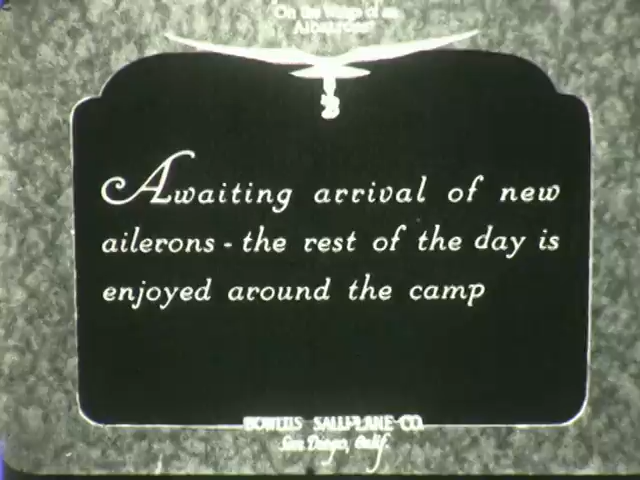 On the Wings of an
Albatross
Awaiting arrival of new
ailerons - the rest of the day is
enjoyed around the camp
BOWLUS SAILPLANE CO.
San Diego, Calif.